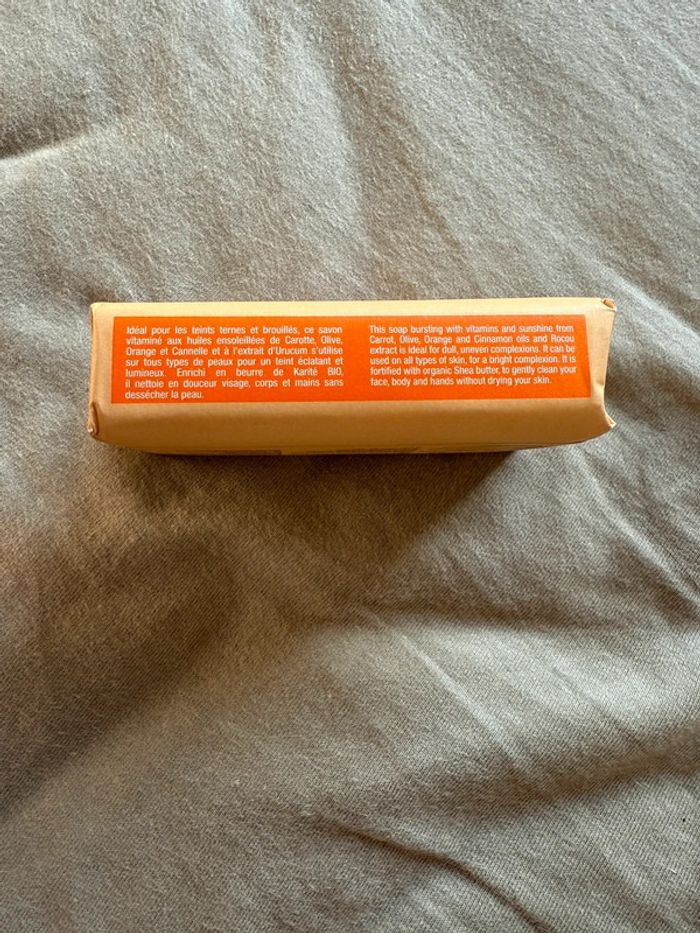 Idéal pour les teints ternes et brouillés, ce savon
vitaminé aux huiles ensoleillées de Carotte, Olive,
Orange et Cannelle et à l'extrait d'Urucum s'utilise
sur tous types de peaux pour un teint éclatant et
lumineux. Enrichi en beurre de Karité BIO,
il nettoie en douceur visage, corps et mains sans
dessécher la peau.
This soap bursting with vitamins and sunshine from
Carrot, Olive, Orange and Cinnamon oils and Rocou
extract is ideal for dull, uneven complexions. It can be
used on all types of skin, for a bright complexion. It is
fortified with organic Shea butter, to gently clean your
face, body and hands without drying your skin.